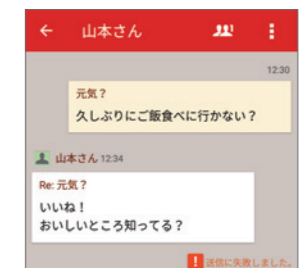 山本さん
12:30
元気？
久しぶりにご飯食べに行かない？
山本さん 12:34
Re: 元気？
いいね！
おいしいところ知ってる？
送信に失敗しました。